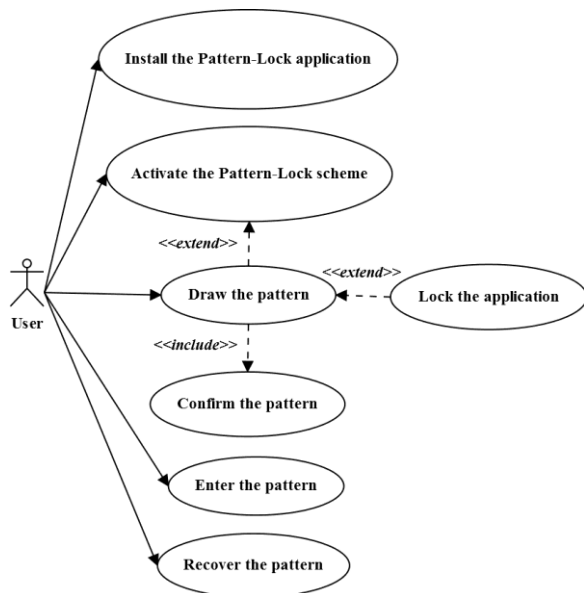 Install the Pattern-Lock application
Activate the Pattern-Lock scheme
<<extend>>
<<extend>>
Draw the pattern
Lock the application
User
<<include>>
Confirm the pattern
Enter the pattern
Recover the pattern